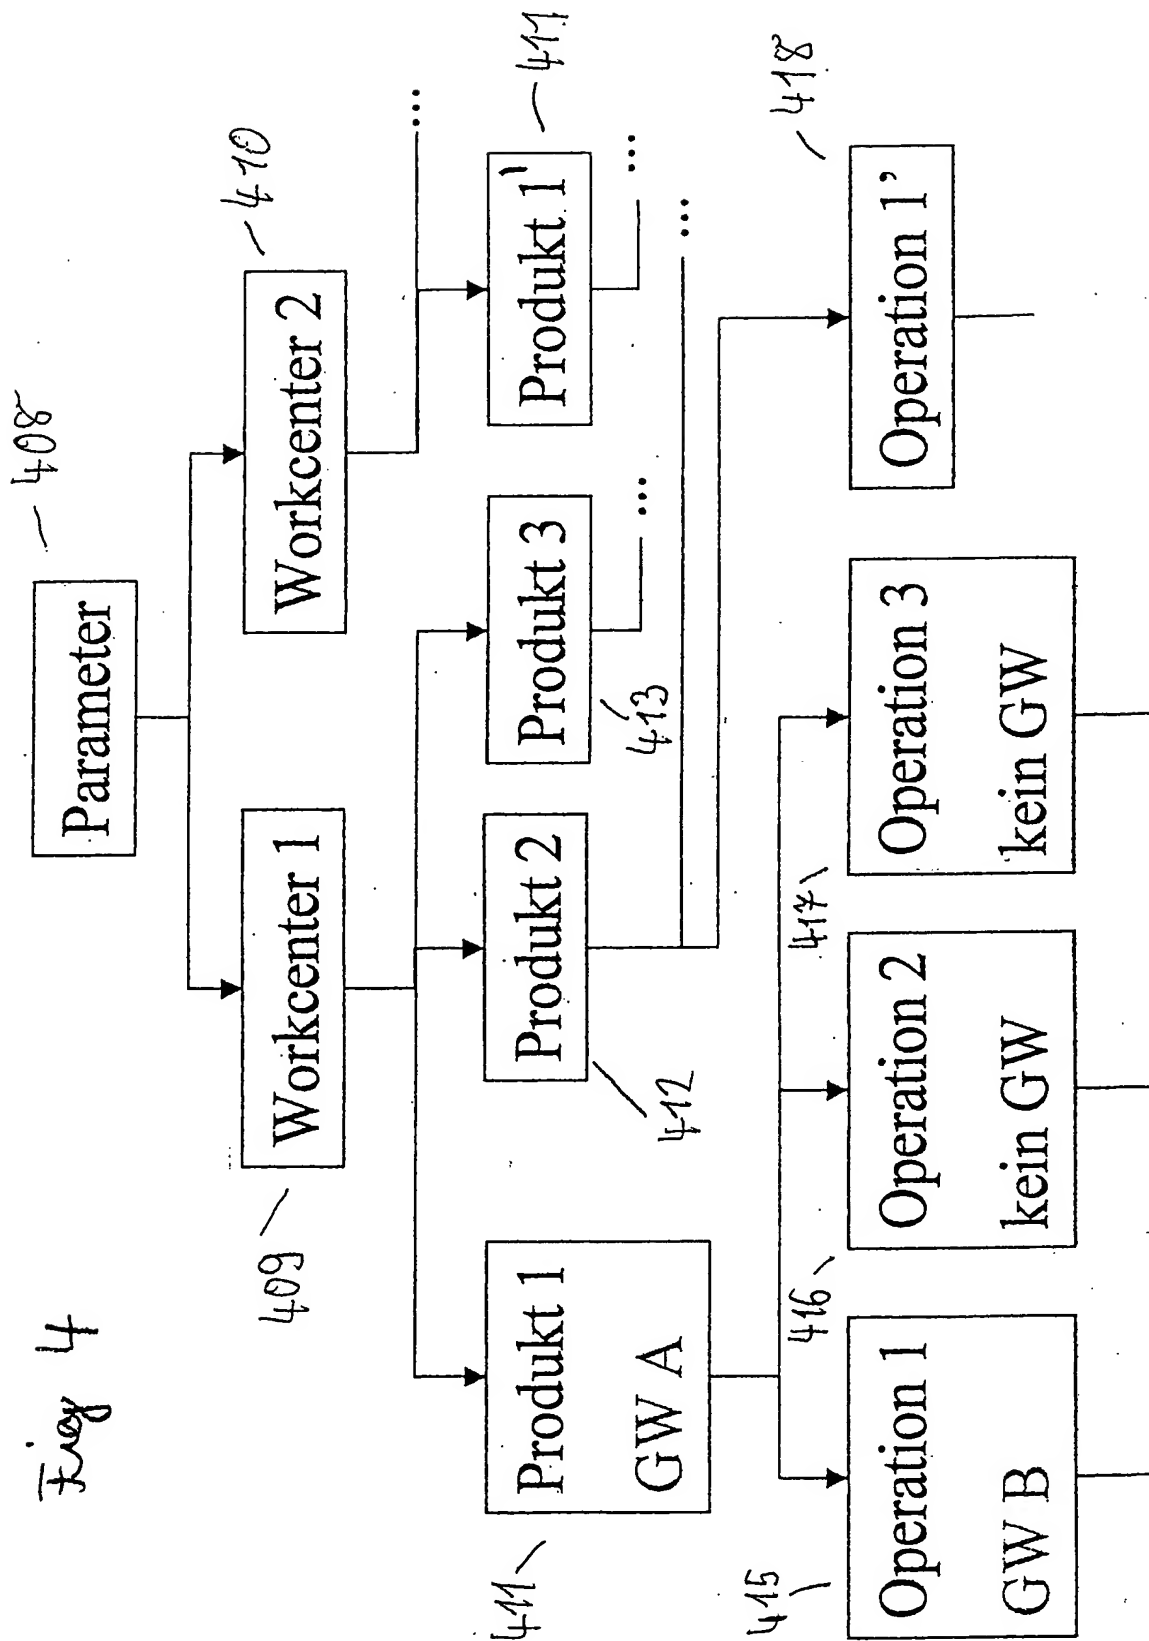 Fig 4
Parameter
408
Workcenter 1
409
Workcenter 2
410
...
Produkt 1
GW A
411
Produkt 2
412
Produkt 3
413
...
Produkt 1'
411
...
...
Operation 1
GW B
415
Operation 2
kein GW
416
Operation 3
kein GW
417
Operation 1’
418